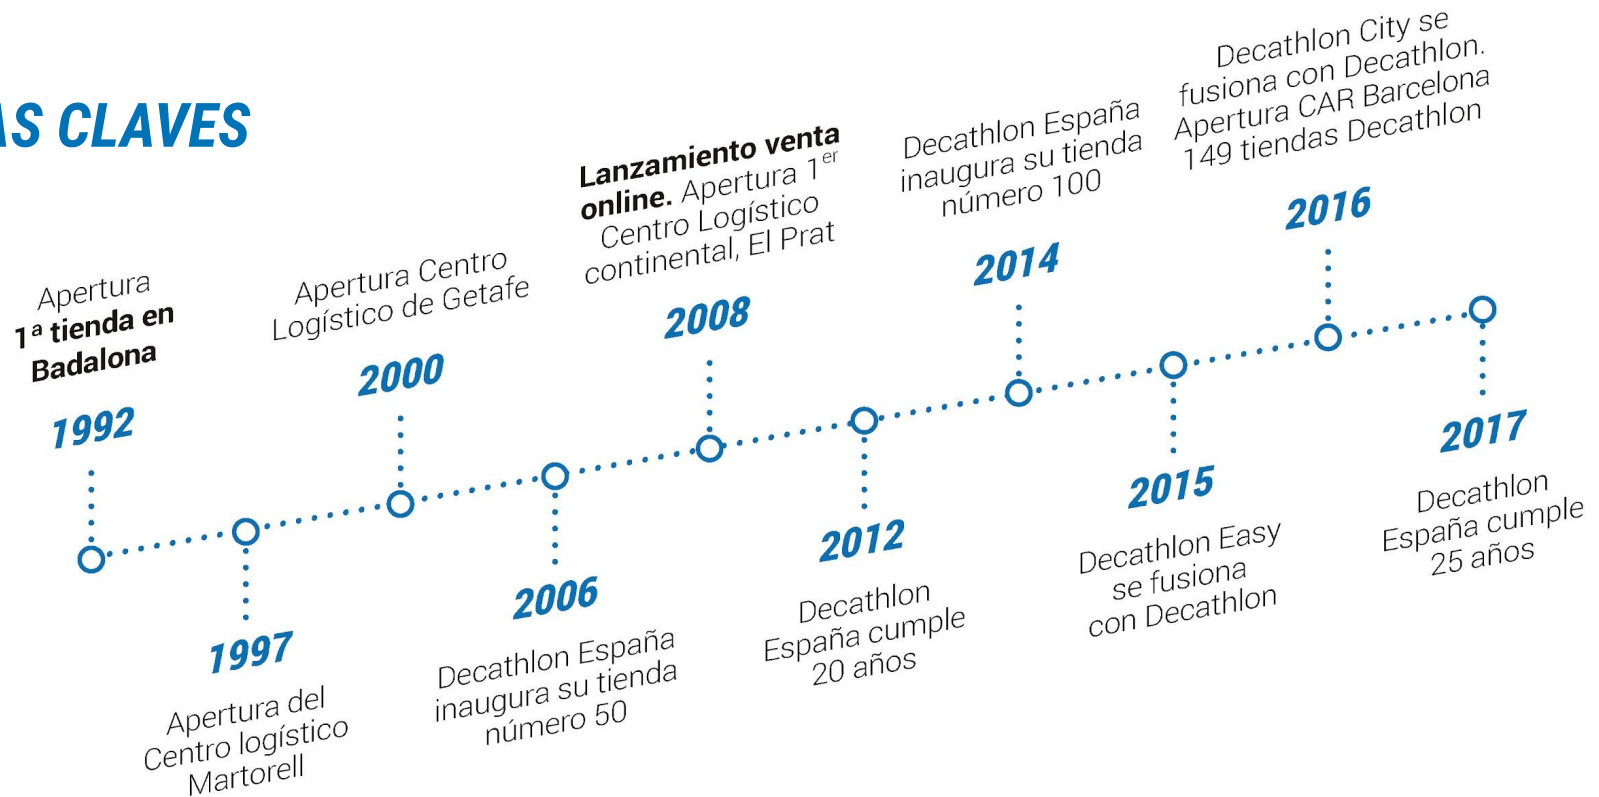 AS CLAVES
Apertura
1ª tienda en
Badalona
1992
1997
Apertura del
Centro logístico
Martorell
Apertura Centro
Logístico de Getafe
2000
2006
Decathlon España
inaugura su tienda
número 50
Lanzamiento venta
online. Apertura 1er
Centro Logístico
continental, El Prat
2008
2012
Decathlon
España cumple
20 años
Decathlon España
inaugura su tienda
número 100
2014
2015
Decathlon Easy
se fusiona
con Decathlon
Decathlon City se
fusiona con Decathlon.
Apertura CAR Barcelona
149 tiendas Decathlon
2016
2017
Decathlon
España cumple
25 años